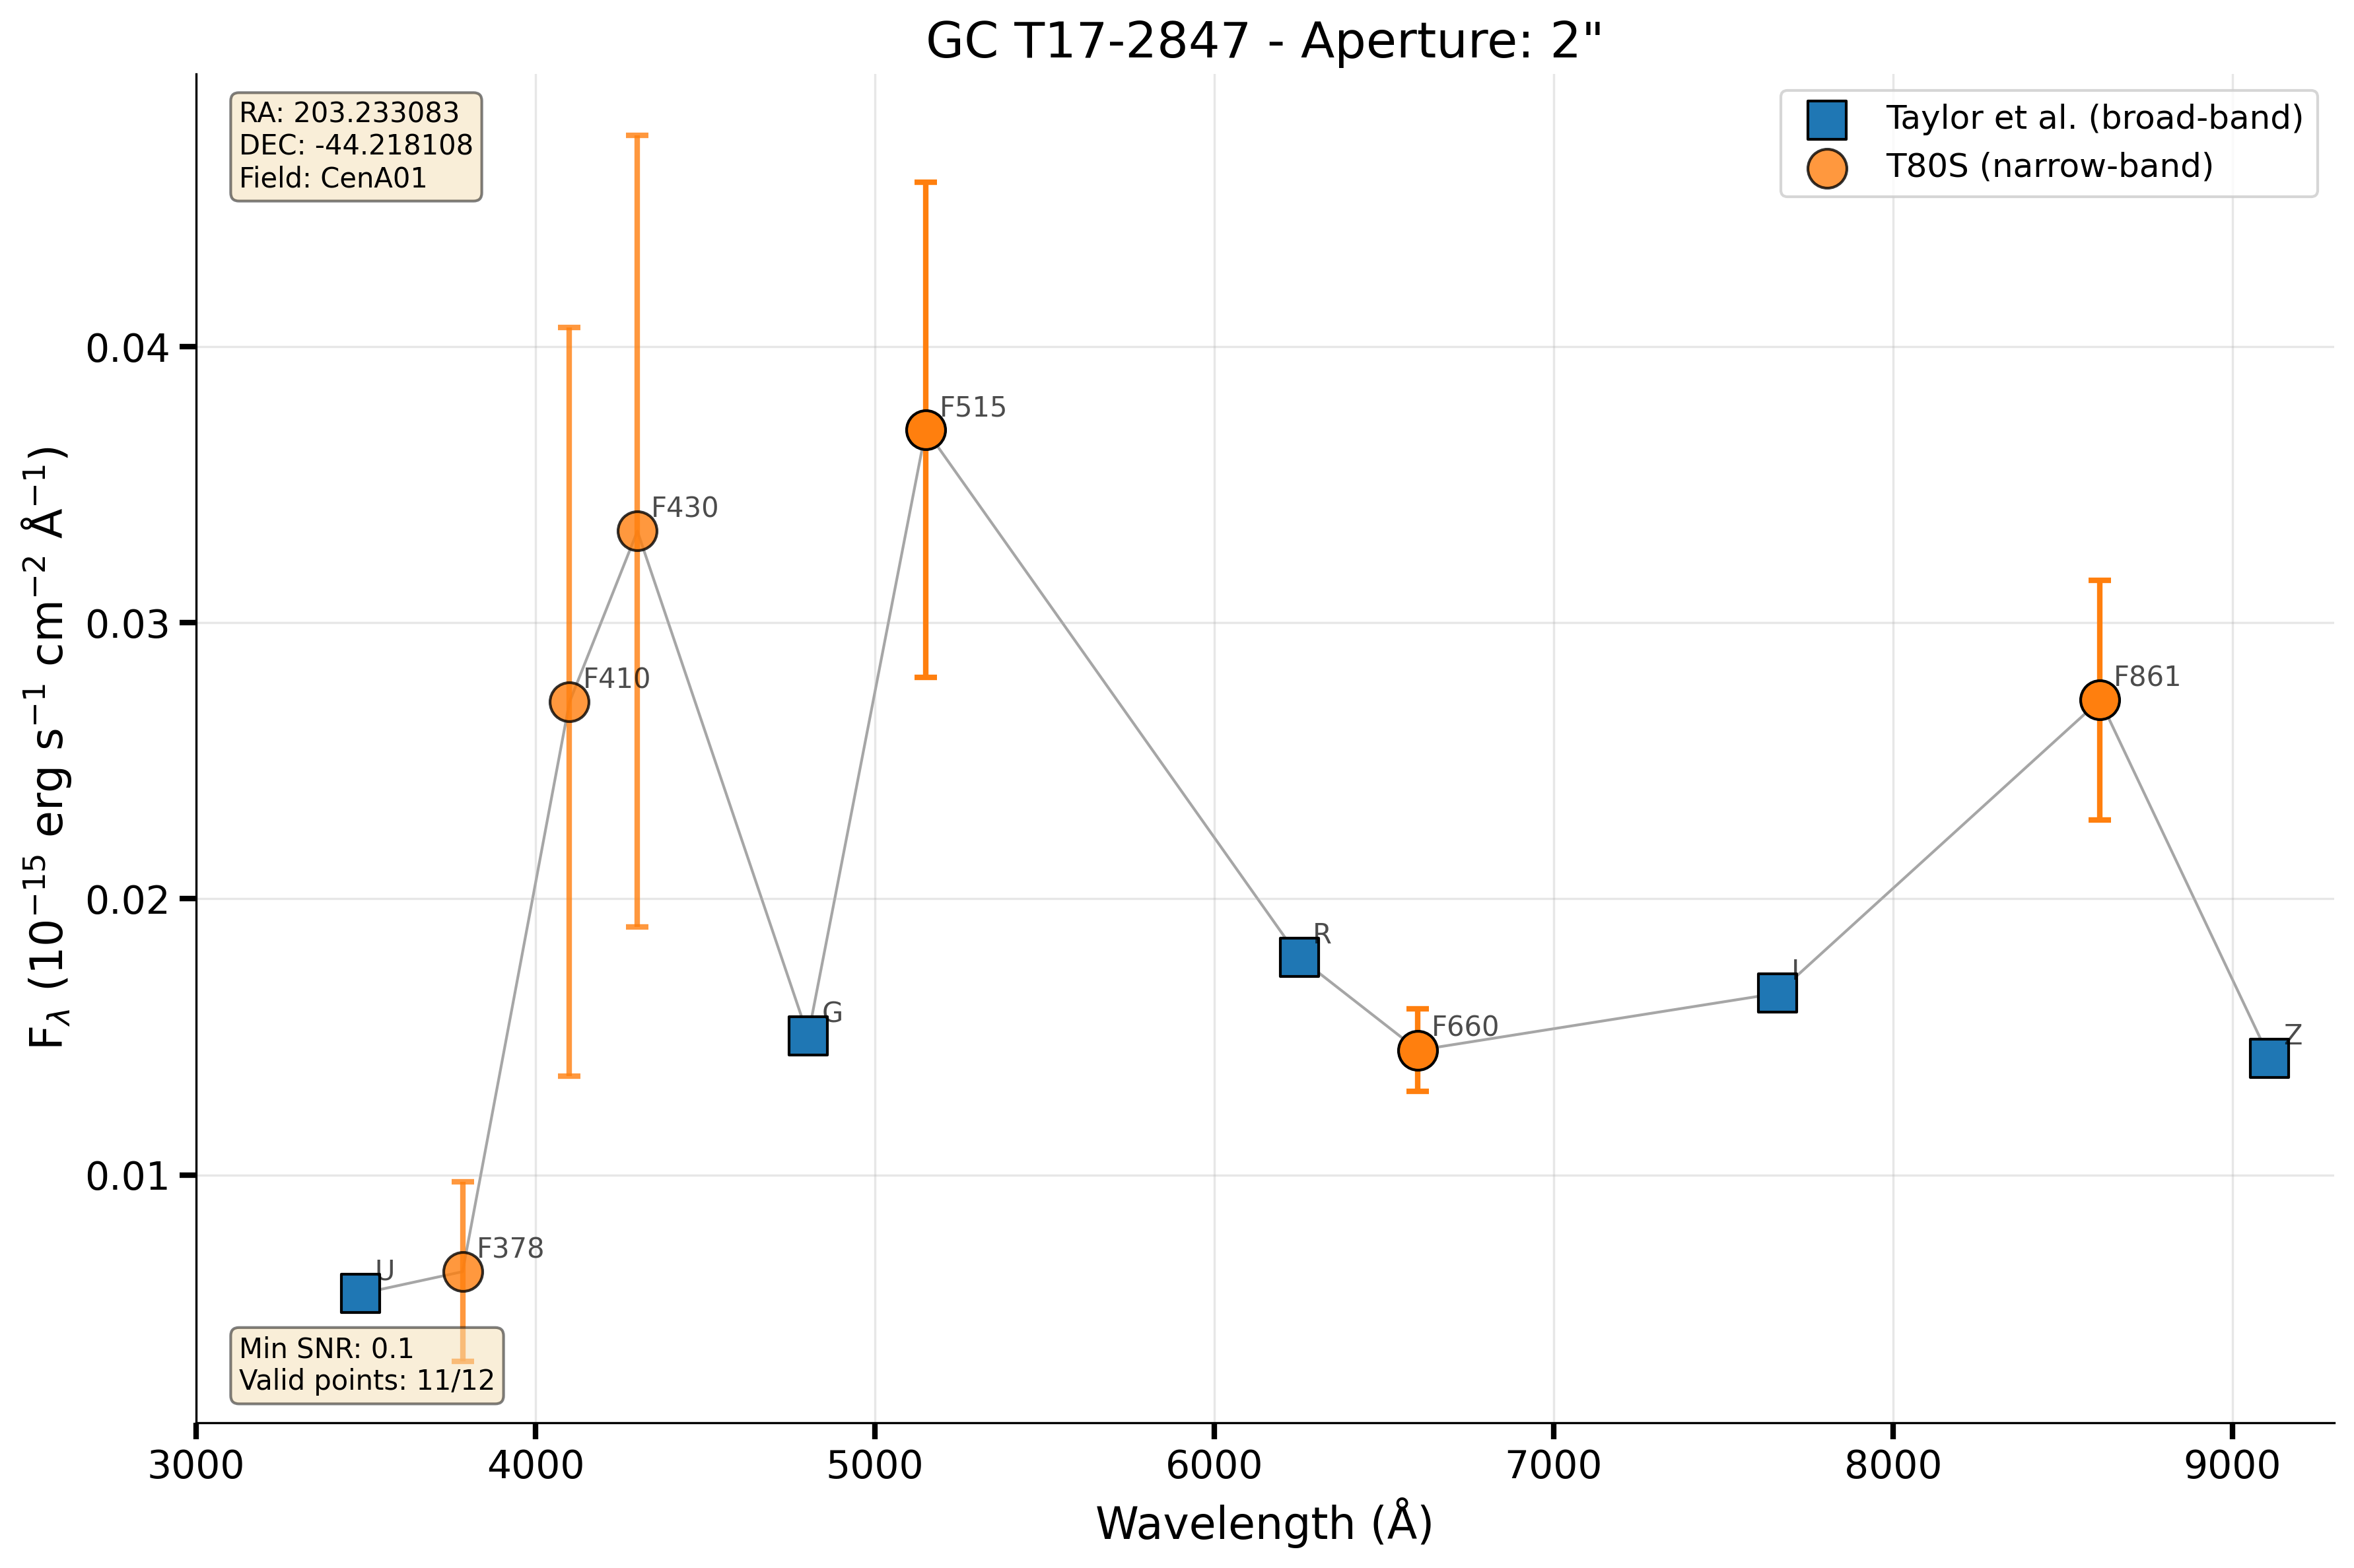 GC T17-2847 - Aperture: 2"
RA: 203.233083
DEC: -44.218108
Field: CenA01
Taylor et al. (broad-band)
T80S (narrow-band)
F515
F430
F410
F861
R
I
G
F660
Z
F378
U
Min SNR: 0.1
Valid points: 11/12
0.04
0.03
0.02
0.01
3000 4000 5000 6000 7000 8000 9000
Wavelength (Å)
Fλ (10⁻¹⁵ erg s⁻¹ cm⁻² Å⁻¹)